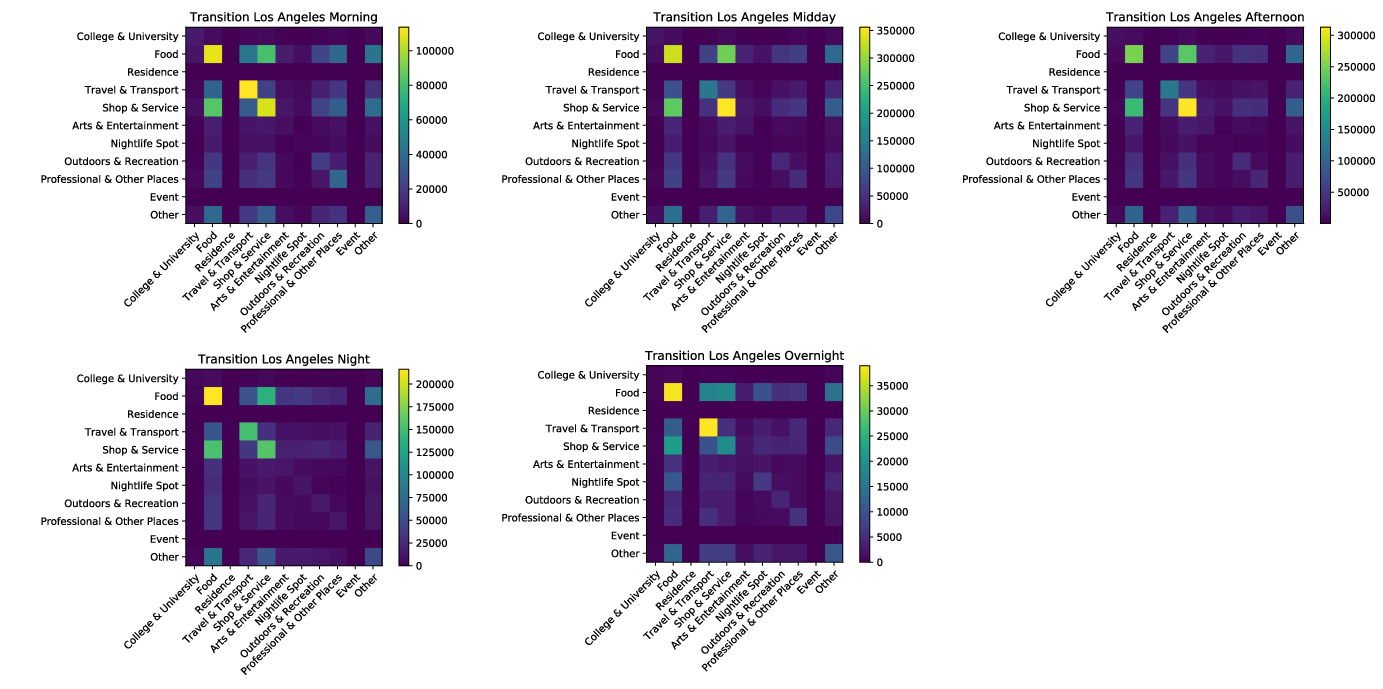 Transition Los Angeles Morning
College & University
Food
Residence
Travel & Transport
Shop & Service
Arts & Entertainment
Nightlife Spot
Outdoors & Recreation
Professional & Other Places
Event
Other
College & University
Food
Residence
Travel & Transport
Shop & Service
Arts & Entertainment
Nightlife Spot
Outdoors & Recreation
Professional & Other Places
Event
Other
100000
80000
60000
40000
20000
0
Transition Los Angeles Midday
College & University
Food
Residence
Travel & Transport
Shop & Service
Arts & Entertainment
Nightlife Spot
Outdoors & Recreation
Professional & Other Places
Event
Other
College & University
Food
Residence
Travel & Transport
Shop & Service
Arts & Entertainment
Nightlife Spot
Outdoors & Recreation
Professional & Other Places
Event
Other
350000
300000
250000
200000
150000
100000
50000
0
Transition Los Angeles Afternoon
College & University
Food
Residence
Travel & Transport
Shop & Service
Arts & Entertainment
Nightlife Spot
Outdoors & Recreation
Professional & Other Places
Event
Other
College & University
Food
Residence
Travel & Transport
Shop & Service
Arts & Entertainment
Nightlife Spot
Outdoors & Recreation
Professional & Other Places
Event
Other
300000
250000
200000
150000
100000
50000
Transition Los Angeles Night
College & University
Food
Residence
Travel & Transport
Shop & Service
Arts & Entertainment
Nightlife Spot
Outdoors & Recreation
Professional & Other Places
Event
Other
College & University
Food
Residence
Travel & Transport
Shop & Service
Arts & Entertainment
Nightlife Spot
Outdoors & Recreation
Professional & Other Places
Event
Other
200000
175000
150000
125000
100000
75000
50000
25000
0
Transition Los Angeles Overnight
College & University
Food
Residence
Travel & Transport
Shop & Service
Arts & Entertainment
Nightlife Spot
Outdoors & Recreation
Professional & Other Places
Event
Other
College & University
Food
Residence
Travel & Transport
Shop & Service
Arts & Entertainment
Nightlife Spot
Outdoors & Recreation
Professional & Other Places
Event
Other
35000
30000
25000
20000
15000
10000
5000
0